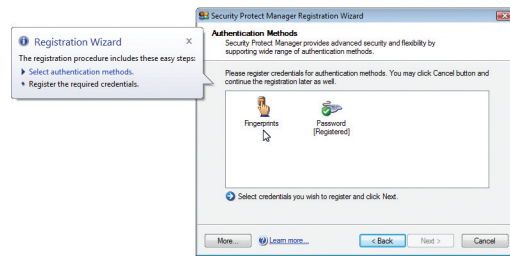 Security Protect Manager Registration Wizard
Authentication Methods
Security Protect Manager provides advanced security and flexibility by
supporting wide range of authentication methods.
Registration Wizard
The registration procedure includes these easy steps:
Select authentication methods.
Register the required credentials.
Please register credentials for authentication methods. You may click Cancel button and
continue the registration later as well.
Fingerprints
Password
[Registered]
Select credentials you wish to register and click Next.
More...
Learn more...
< Back
Next >
Cancel